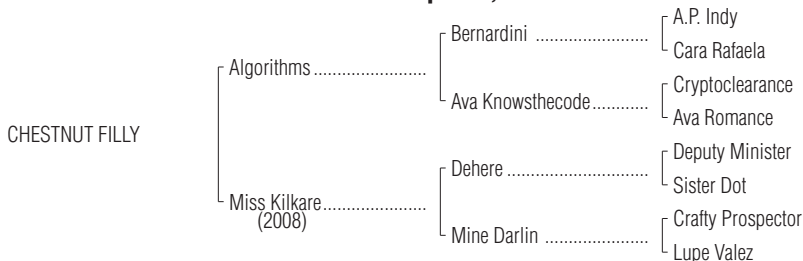 A.P. Indy
Bernardini ........................
Cara Rafaela
Algorithms ........................
Cryptoclearance
Ava Knowsthecode............
Ava Romance
CHESTNUT FILLY
Deputy Minister
Dehere ..............................
Sister Dot
Miss Kilkare......................
(2008)
Crafty Prospector
Mine Darlin ......................
Lupe Valez